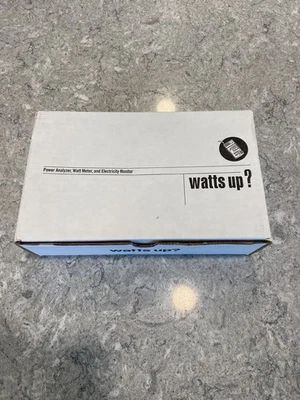 Power Analyzer, Watt Meter, and Electricity Monitor
watts up?
watts up?